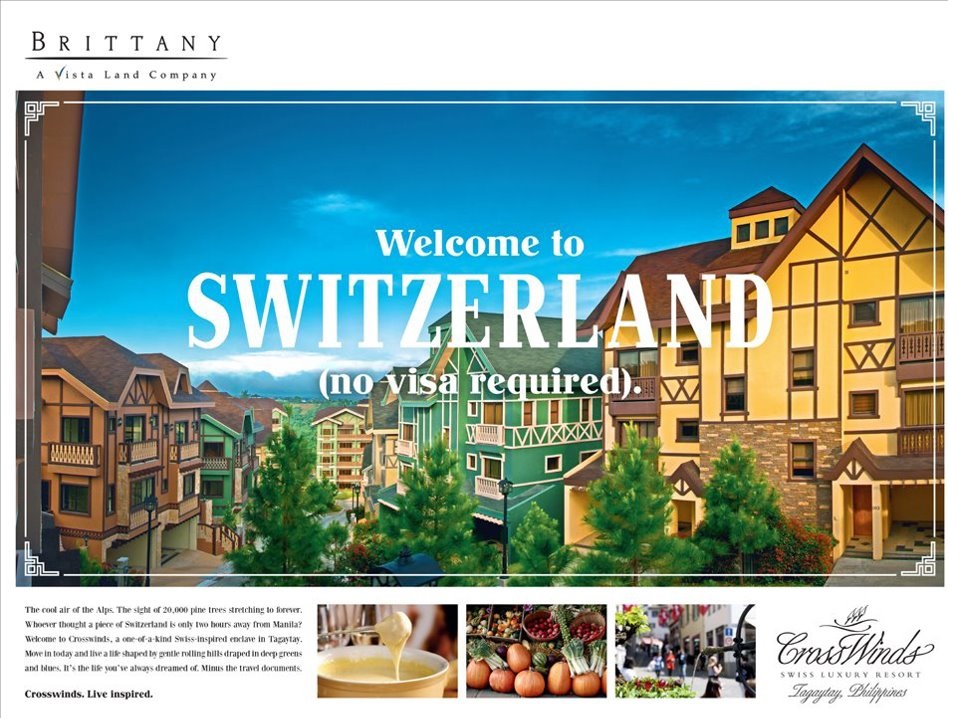 BRITTANY
A Vista Land Company
Welcome to
SWITZERLAND
(no visa required).
The cool air of the Alps. The sight of 20,000 pine trees stretching to forever.
Whoever thought a piece of Switzerland is only two hours away from Manila?
Welcome to Crosswinds, a one-of-a-kind Swiss-inspired enclave in Tagaytay.
Move in today and live a life shaped by gentle rolling hills draped in deep greens
and blues. It's the life you've always dreamed of. Minus the travel documents.
Crosswinds. Live inspired.
CrossWinds
SWISS LUXURY RESORT
Tagaytay, Philippines